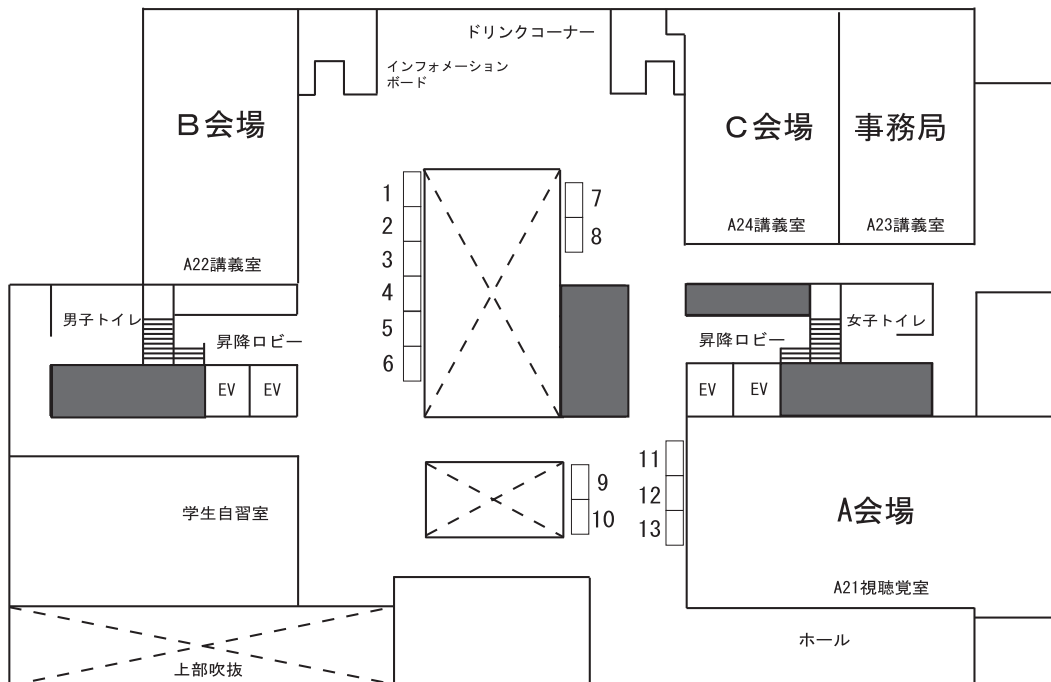 ドリンクコーナー
インフォメーション
ボード
B会場
C会場
事務局
A22講義室
A24講義室
A23講義室
1
2
3
4
5
6
7
8
男子トイレ
昇降ロビー
EV
EV
昇降ロビー
女子トイレ
EV
EV
9
10
11
12
13
学生自習室
A会場
A21視聴覚室
上部吹抜
ホール